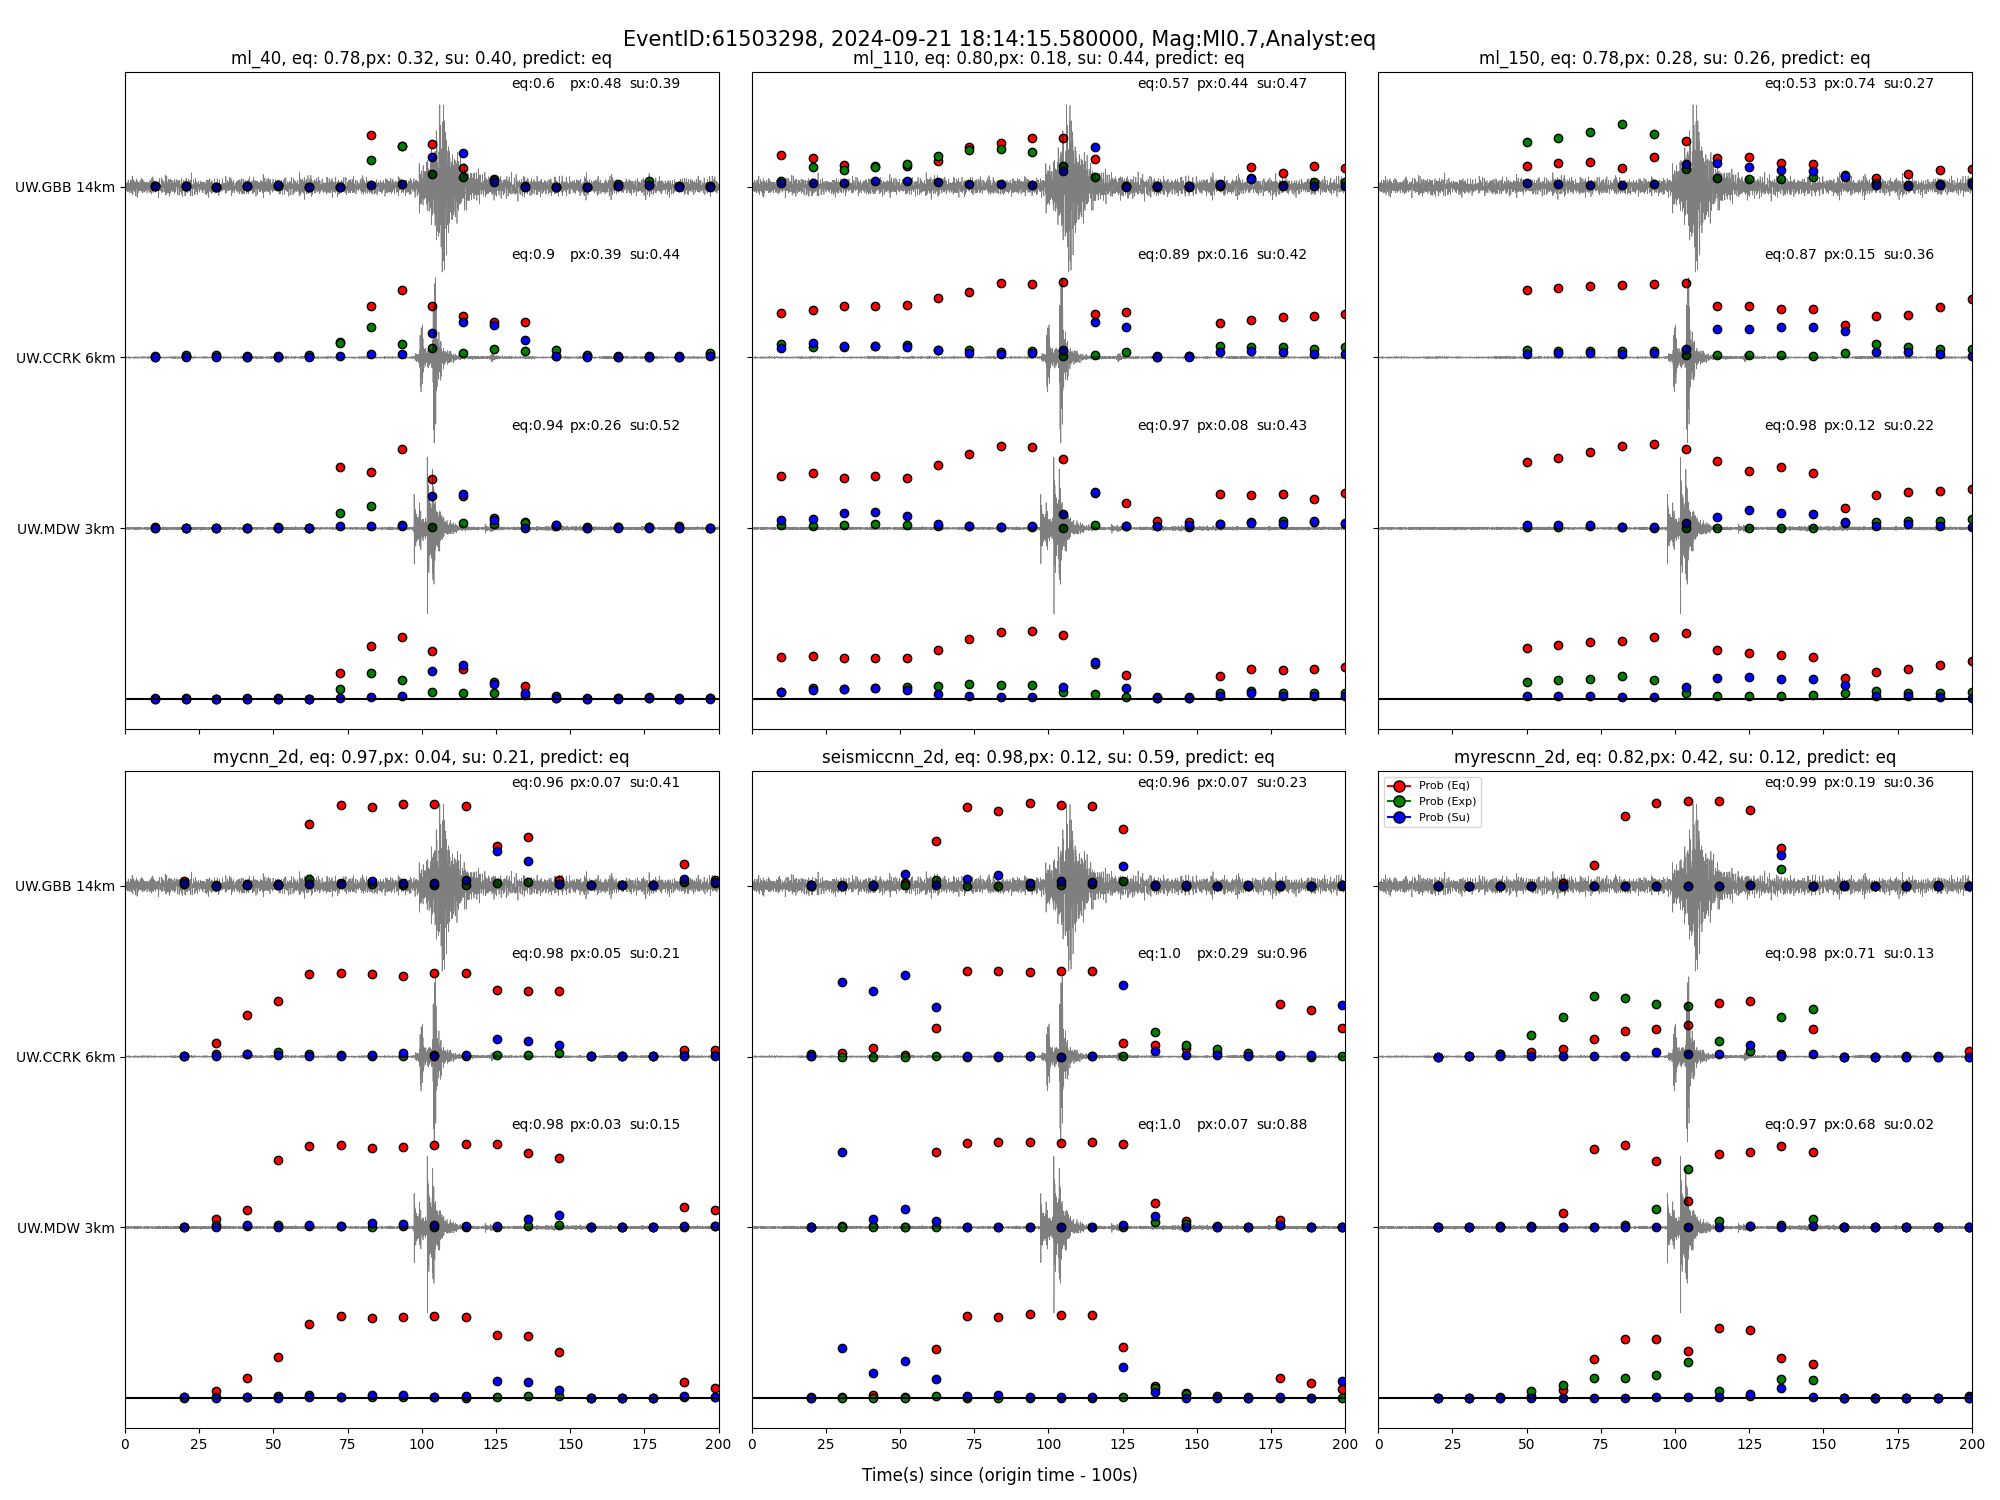 EventID:61503298, 2024-09-21 18:14:15.580000, Mag:Ml0.7,Analyst:eq
ml_40, eq: 0.78,px: 0.32, su: 0.40, predict: eq
eq:0.6 px:0.48 su:0.39
UW.GBB 14km
eq:0.9 px:0.39 su:0.44
UW.CCRK 6km
eq:0.94 px:0.26 su:0.52
UW.MDW 3km
ml_110, eq: 0.80,px: 0.18, su: 0.44, predict: eq
eq:0.57 px:0.44 su:0.47
eq:0.89 px:0.16 su:0.42
eq:0.97 px:0.08 su:0.43
ml_150, eq: 0.78,px: 0.28, su: 0.26, predict: eq
eq:0.53 px:0.74 su:0.27
eq:0.87 px:0.15 su:0.36
eq:0.98 px:0.12 su:0.22
mycnn_2d, eq: 0.97,px: 0.04, su: 0.21, predict: eq
eq:0.96 px:0.07 su:0.41
UW.GBB 14km
eq:0.98 px:0.05 su:0.21
UW.CCRK 6km
eq:0.98 px:0.03 su:0.15
UW.MDW 3km
0 25 50 75 100 125 150 175 200
seismiccnn_2d, eq: 0.98,px: 0.12, su: 0.59, predict: eq
eq:0.96 px:0.07 su:0.23
eq:1.0 px:0.29 su:0.96
eq:1.0 px:0.07 su:0.88
0 25 50 75 100 125 150 175 200
myrescnn_2d, eq: 0.82,px: 0.42, su: 0.12, predict: eq
Prob (Eq)
Prob (Exp)
Prob (Su)
eq:0.99 px:0.19 su:0.36
eq:0.98 px:0.71 su:0.13
eq:0.97 px:0.68 su:0.02
0 25 50 75 100 125 150 175 200
Time(s) since (origin time - 100s)